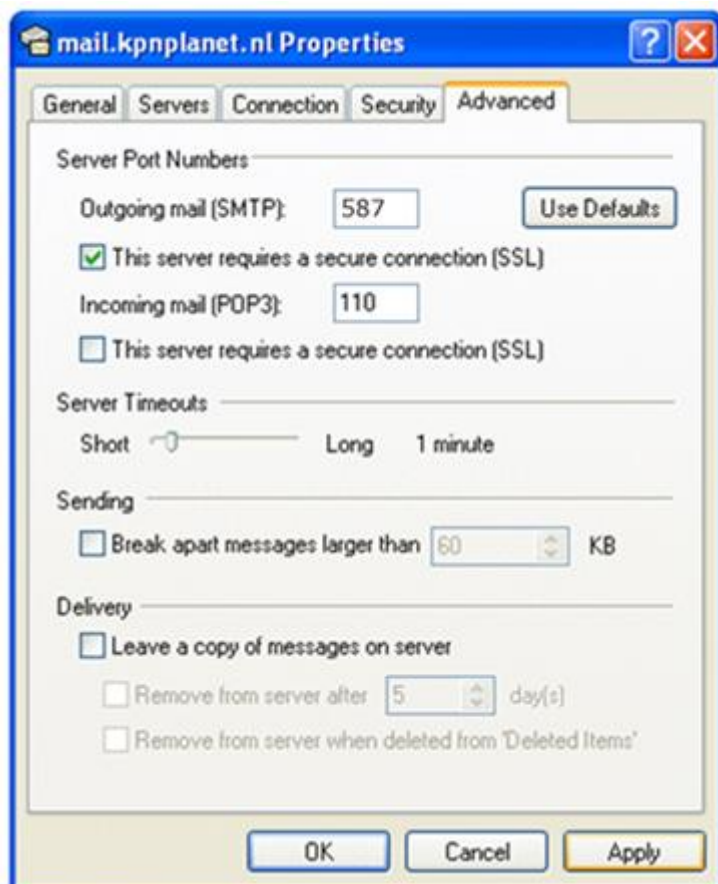 mail.kpnplanet.nl Properties
General Servers Connection Security Advanced
Server Port Numbers
Outgoing mail (SMTP): 587 Use Defaults
This server requires a secure connection (SSL)
Incoming mail (POP3): 110
This server requires a secure connection (SSL)
Server Timeouts
Short Long 1 minute
Sending
Break apart messages larger than 60 KB
Delivery
Leave a copy of messages on server
Remove from server after 5 day(s)
Remove from server when deleted from 'Deleted Items'
OK Cancel Apply